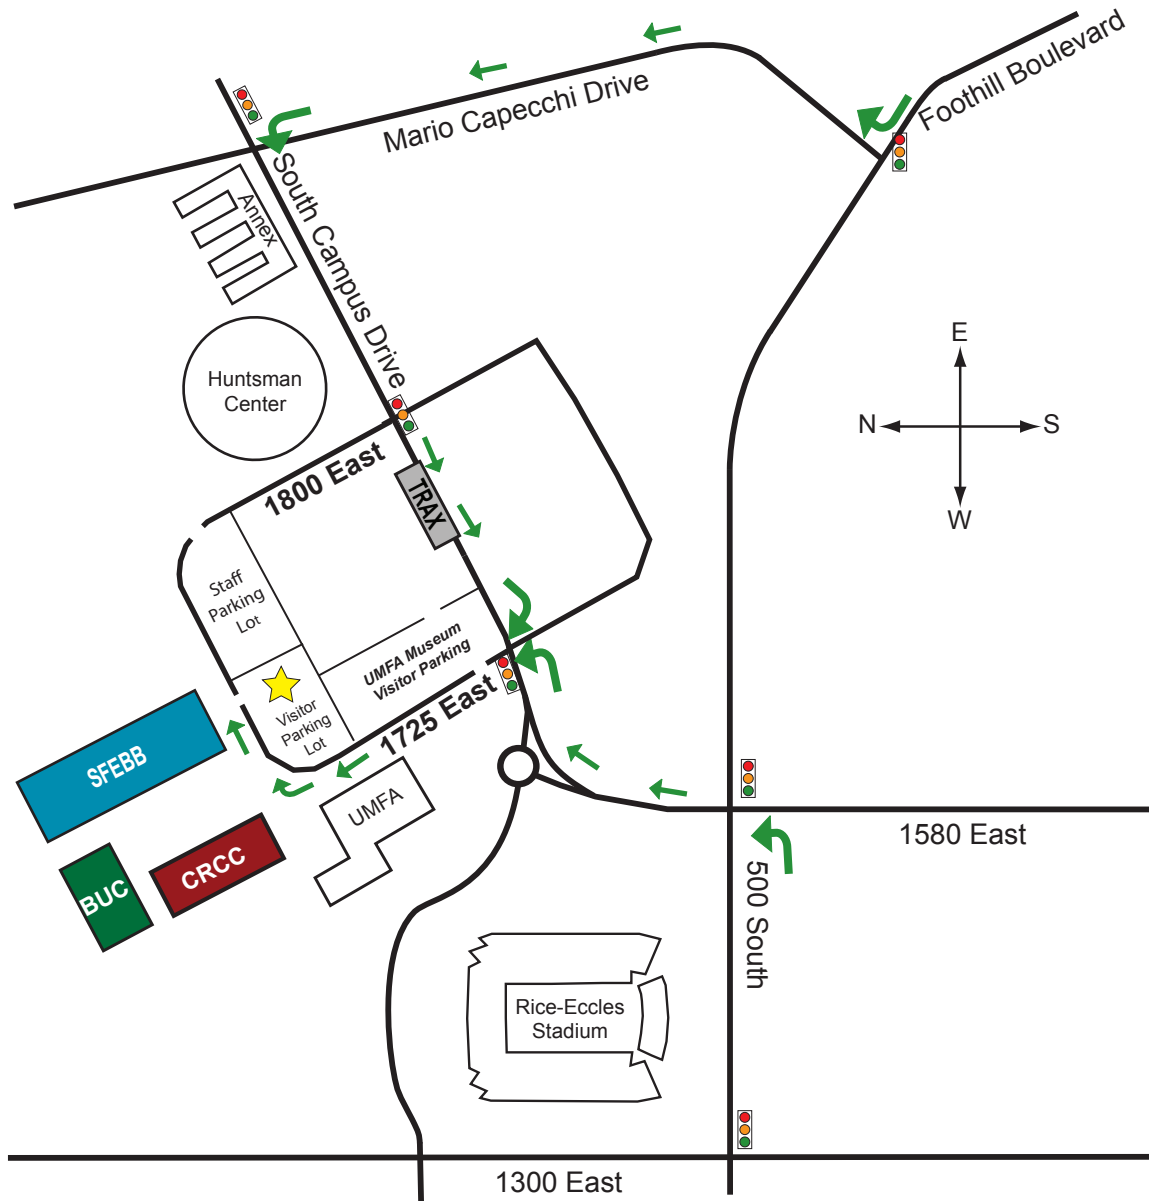 Foothill Boulevard
Mario Capecchi Drive
South Campus Drive
Annex
Huntsman
Center
E
N
S
W
1800 East
TRAX
Staff
Parking
Lot
UMFA Museum
Visitor Parking
Visitor
Parking
Lot
1725 East
SFEBB
UMFA
CRCC
BUC
1580 East
500 South
Rice-Eccles
Stadium
1300 East